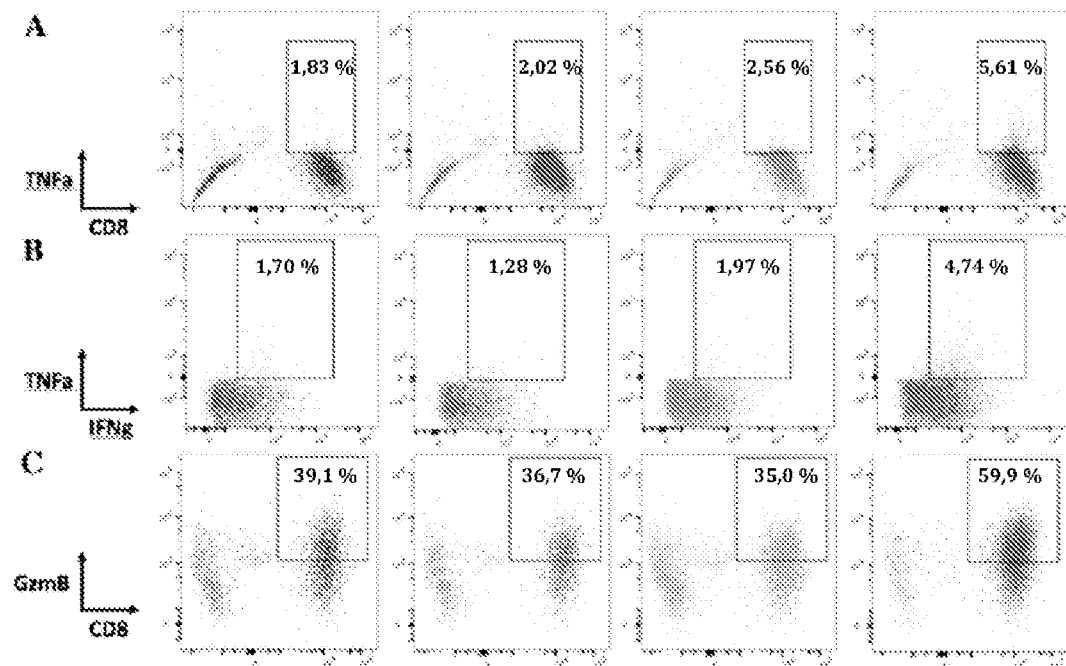 A
1,83 %
2,02 %
2,56 %
5,61 %
TNFa
CD8
B
1,70 %
1,28 %
1,97 %
4,74 %
TNFa
IFNg
C
39,1 %
36,7 %
35,0 %
59,9 %
GzmB
CD8